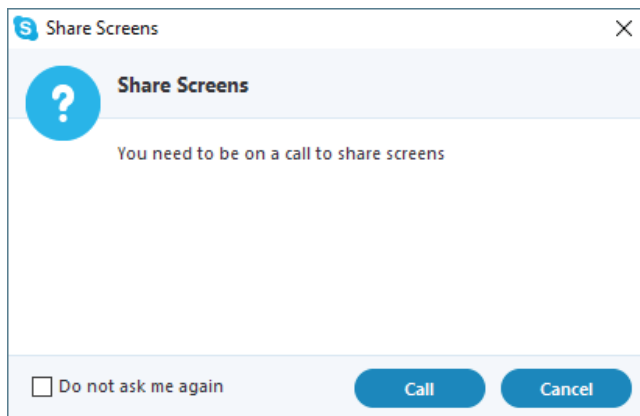 Share Screens
Share Screens
You need to be on a call to share screens
Do not ask me again
Call
Cancel